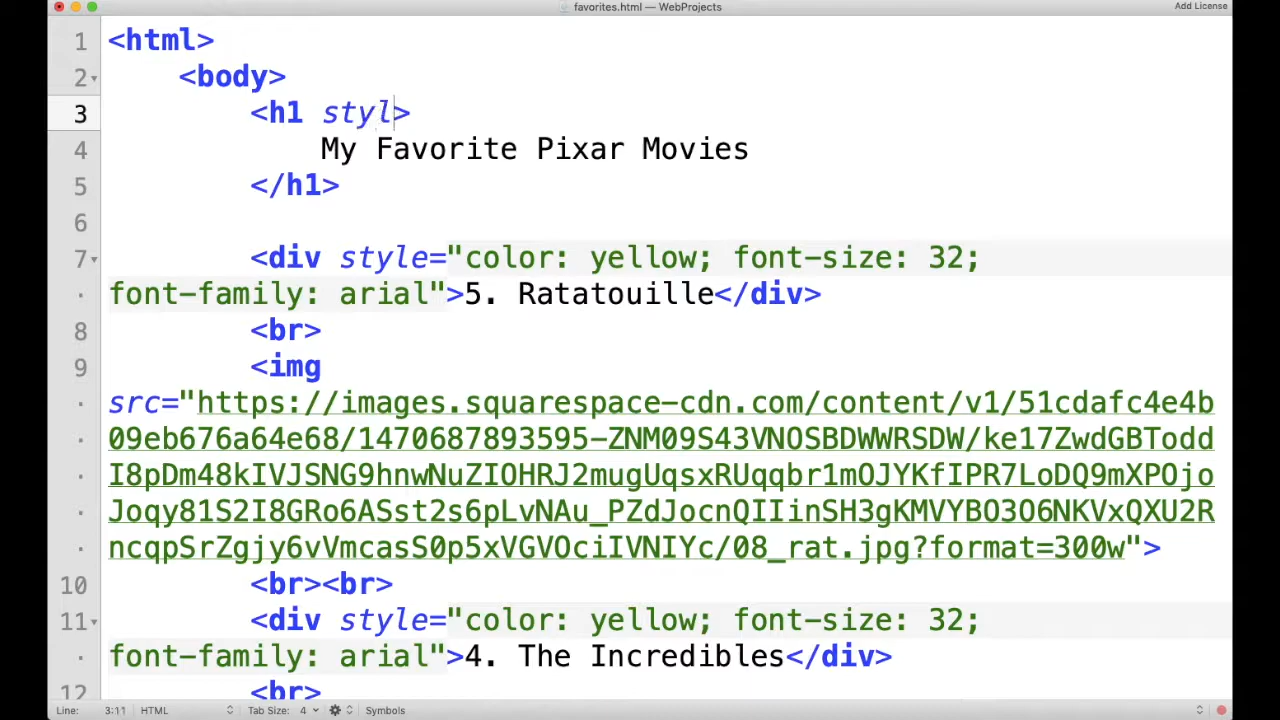 favorites.html — WebProjects
Add License
1 <html>
2 <body>
3 <h1 styl>
4 My Favorite Pixar Movies
5 </h1>
6
7 <div style="color: yellow; font-size: 32;
font-family: arial">5. Ratatouille</div>
8 <br>
9 <img
src="https://images.squarespace-cdn.com/content/v1/51cdafc4e4b
09eb676a64e68/1470687893595-ZNM09S43VNOSBDWWRSDW/ke17ZwdGBTodd
I8pDm48kIVJSNG9hnwNuZIOHRJ2mugUqsxRUqqbr1mOJYKfIPR7LoDQ9mXPOjo
Joqy81S2I8GRo6ASst2s6pLvNAu_PZdJocnQIIinSH3gKMVYBO3O6NKVxQXU2R
ncqpSrZgjy6vVmcasS0p5xVGVOciIVNIYc/08_rat.jpg?format=300w">
10 <br><br>
11 <div style="color: yellow; font-size: 32;
font-family: arial">4. The Incredibles</div>
12 <br>
Line: 3:11 HTML Tab Size: 4 Symbols